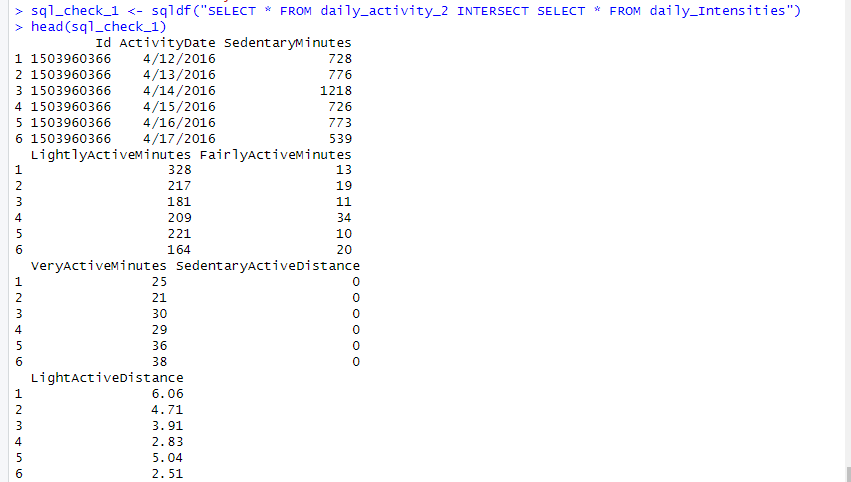 > sql_check_1 <- sqldf("SELECT * FROM daily_activity_2 INTERSECT SELECT * FROM daily_Intensities")
> head(sql_check_1)
Id ActivityDate SedentaryMinutes
1 1503960366 4/12/2016 728
2 1503960366 4/13/2016 776
3 1503960366 4/14/2016 1218
4 1503960366 4/15/2016 726
5 1503960366 4/16/2016 773
6 1503960366 4/17/2016 539
LightlyActiveMinutes FairlyActiveMinutes
1 328 13
2 217 19
3 181 11
4 209 34
5 221 10
6 164 20
VeryActiveMinutes SedentaryActiveDistance
1 25 0
2 21 0
3 30 0
4 29 0
5 36 0
6 38 0
LightActiveDistance
1 6.06
2 4.71
3 3.91
4 2.83
5 5.04
6 2.51